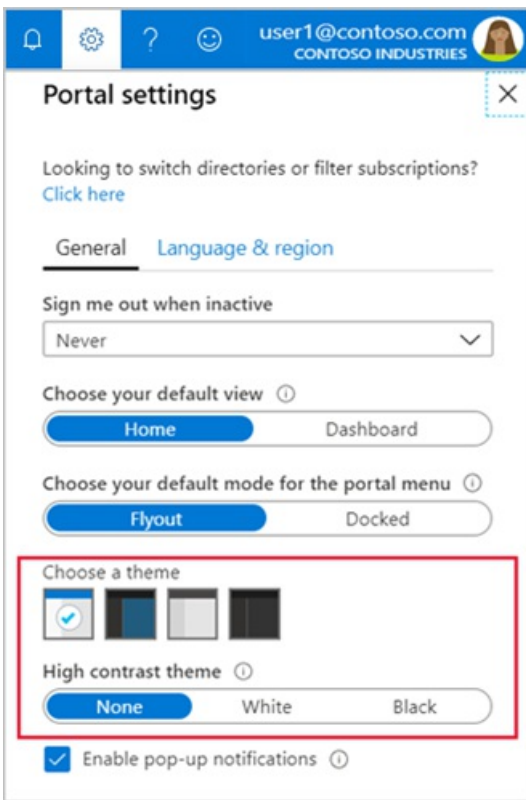 ?
user1@contoso.com
CONTOSO INDUSTRIES
Portal settings
Looking to switch directories or filter subscriptions?
Click here
General Language & region
Sign me out when inactive
Never
Choose your default view
Home Dashboard
Choose your default mode for the portal menu
Flyout Docked
Choose a theme
High contrast theme
None White Black
Enable pop-up notifications